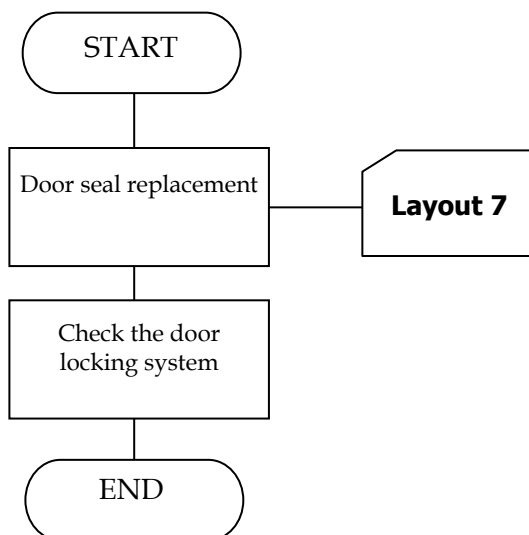 START
Door seal replacement
Layout 7
Check the door
locking system
END